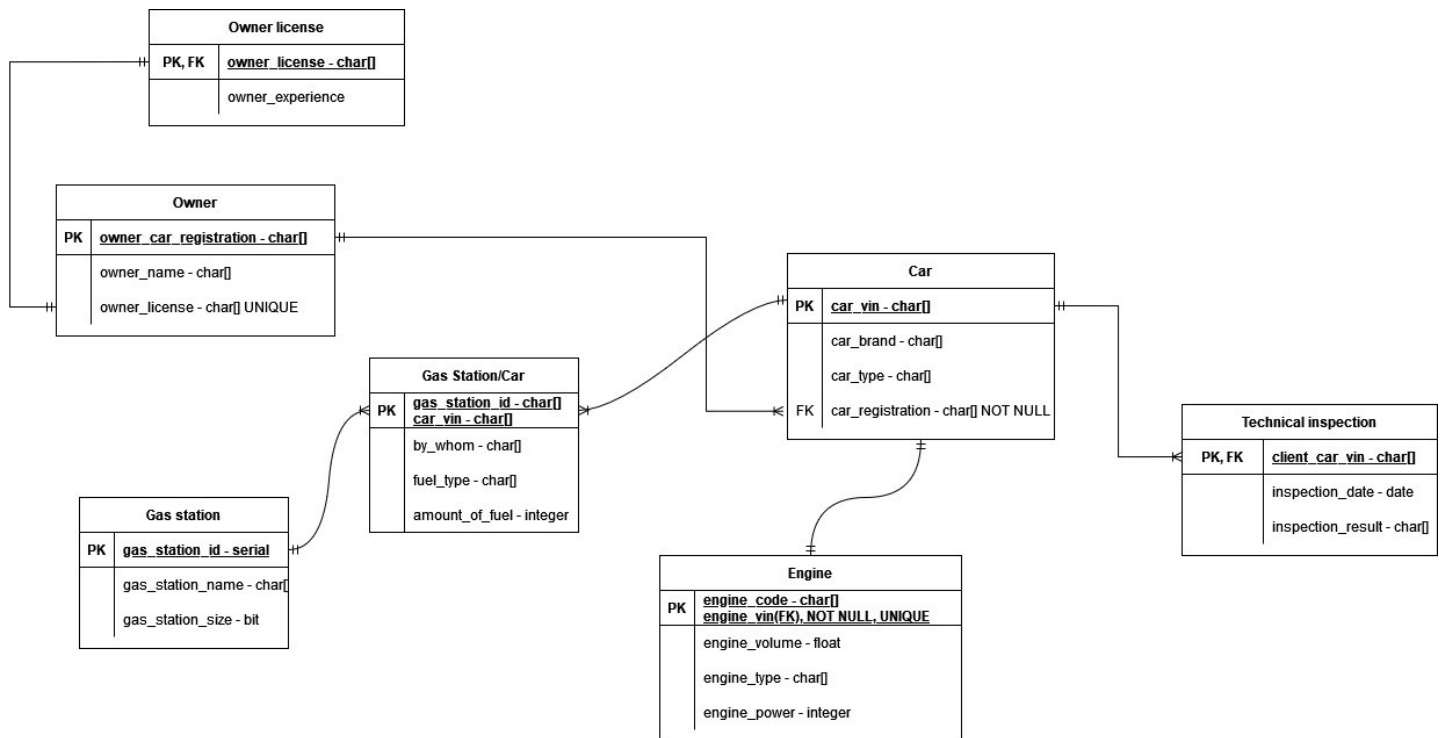 Owner license
PK, FK owner_license - char[]
owner_experience
Owner
PK owner_car_registration - char[]
owner_name - char[]
owner_license - char[] UNIQUE
Car
PK car_vin - char[]
car_brand - char[]
car_type - char[]
FK car_registration - char[] NOT NULL
Gas Station/Car
PK gas_station_id - char[]
car_vin - char[]
by_whom - char[]
fuel_type - char[]
amount_of_fuel - integer
Technical inspection
PK, FK client_car_vin - char[]
inspection_date - date
inspection_result - char[]
Gas station
PK gas_station_id - serial
gas_station_name - char[]
gas_station_size - bit
Engine
PK engine_code - char[]
engine_vin(FK), NOT NULL, UNIQUE
engine_volume - float
engine_type - char[]
engine_power - integer